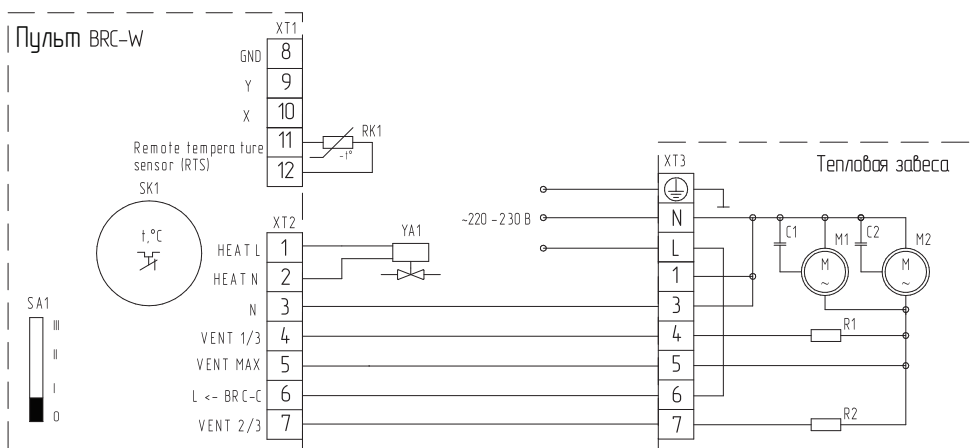 Пульт BRC-W
XT1
GND 8
Y 9
X 10
Remote temperature 11
sensor (RTS) 12
RK1
-t°
SK1
t,°C
XT2
HEAT L 1
HEAT N 2
N 3
VENT 1/3 4
VENT MAX 5
L <- BRC-C 6
VENT 2/3 7
YA1
SA1
III
II
I
0
Тепловая завеса
XT3
~220-230 В
N
L
1
3
4
5
6
7
C1
M1
M
~
C2
M2
M
~
R1
R2